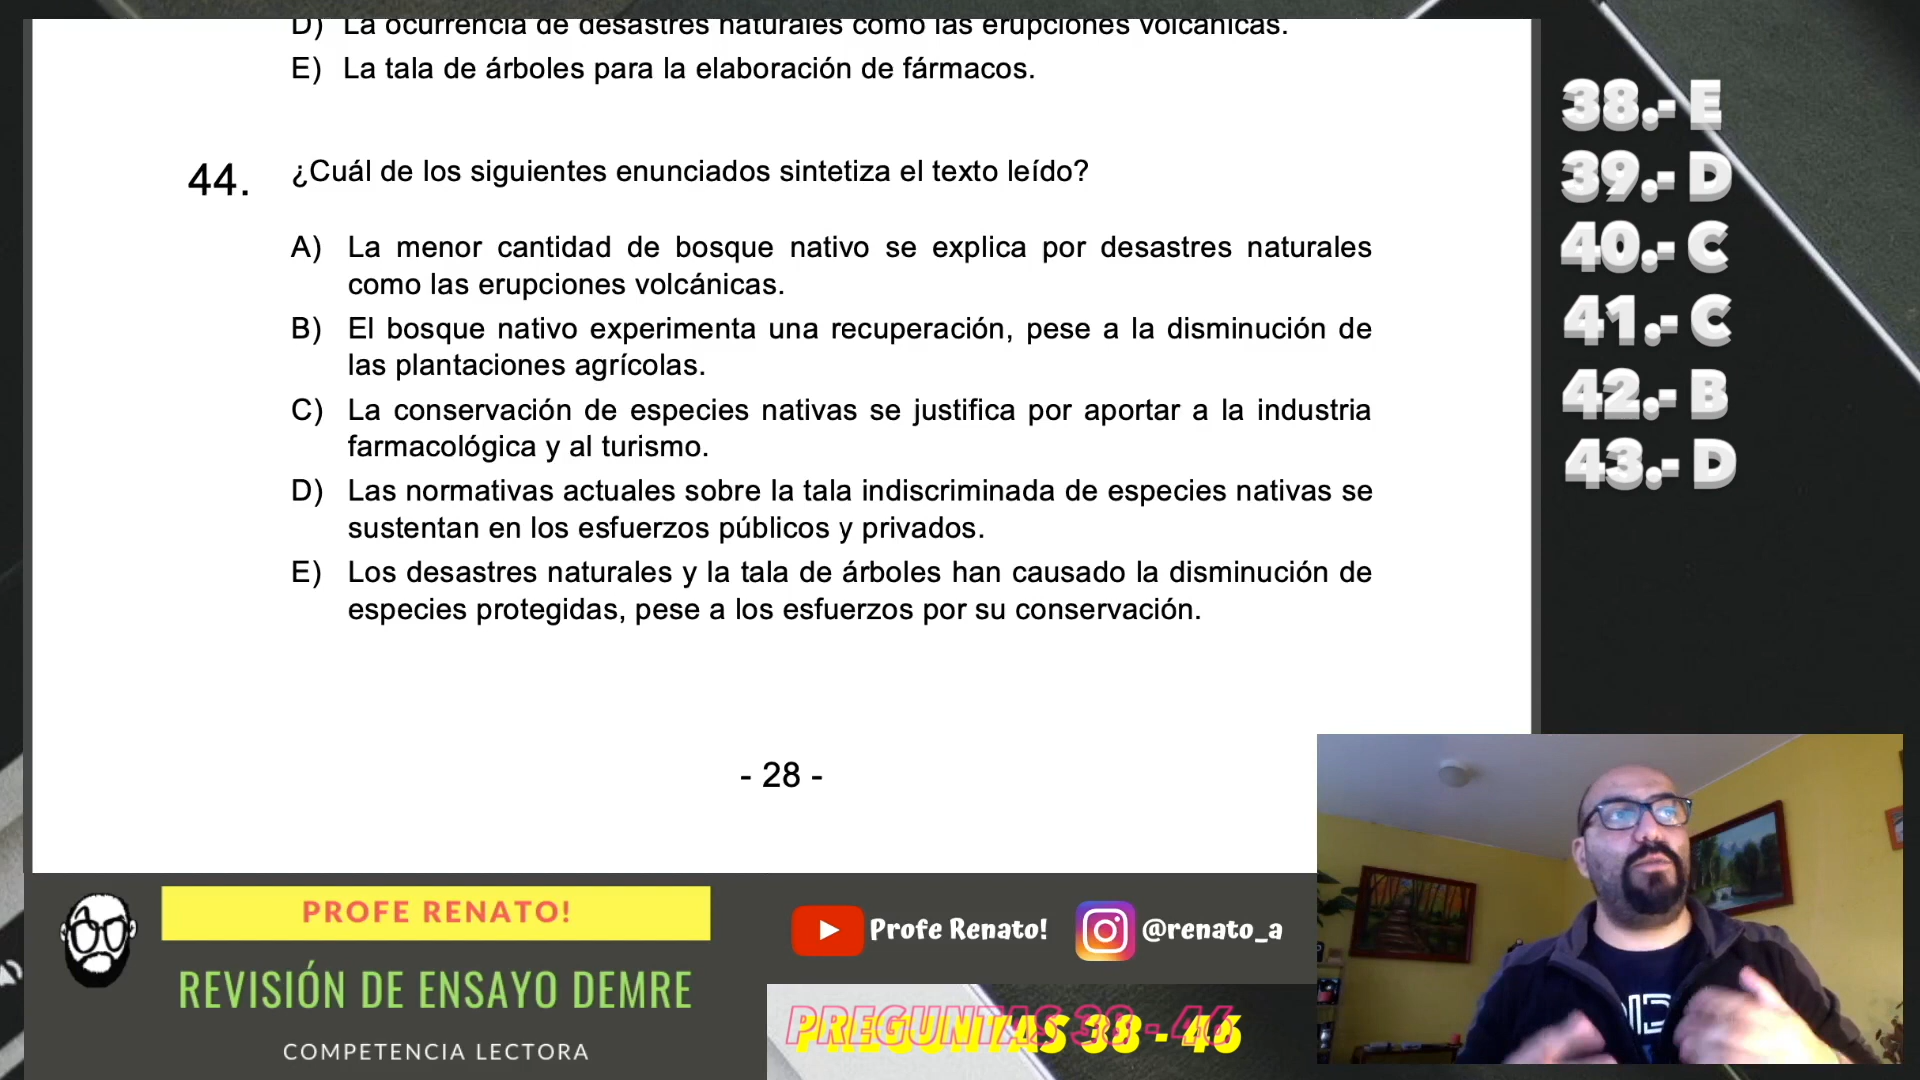 D) La ocurrencia de desastres naturales como las erupciones volcánicas.
E) La tala de árboles para la elaboración de fármacos.
44. ¿Cuál de los siguientes enunciados sintetiza el texto leído?
A) La menor cantidad de bosque nativo se explica por desastres naturales
como las erupciones volcánicas.
B) El bosque nativo experimenta una recuperación, pese a la disminución de
las plantaciones agrícolas.
C) La conservación de especies nativas se justifica por aportar a la industria
farmacológica y al turismo.
D) Las normativas actuales sobre la tala indiscriminada de especies nativas se
sustentan en los esfuerzos públicos y privados.
E) Los desastres naturales y la tala de árboles han causado la disminución de
especies protegidas, pese a los esfuerzos por su conservación.
- 28 -
38.- E
39.- D
40.- C
41.- C
42.- B
43.- D
PROFE RENATO!
REVISIÓN DE ENSAYO DEMRE
COMPETENCIA LECTORA
Profe Renato!
@renato_a
PREGUNTAS 38 - 46